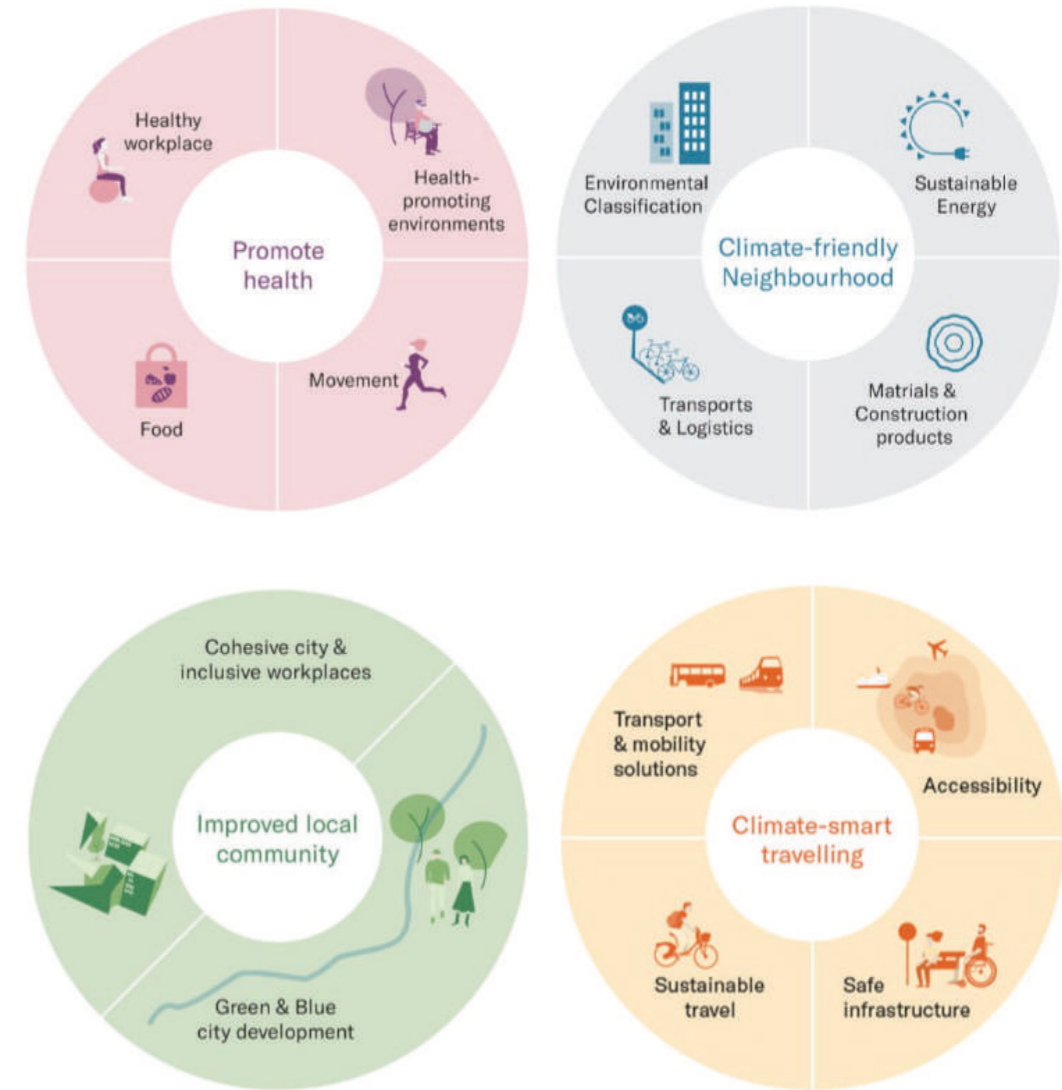 Healthy
workplace
Health-
promoting
environments
Promote
health
Food
Movement
Environmental
Classification
Sustainable
Energy
Climate-friendly
Neighbourhood
Transports
& Logistics
Matrials &
Construction
products
Cohesive city &
inclusive workplaces
Improved local
community
Green & Blue
city development
Transport
& mobility
solutions
Accessibility
Climate-smart
travelling
Sustainable
travel
Safe
infrastructure